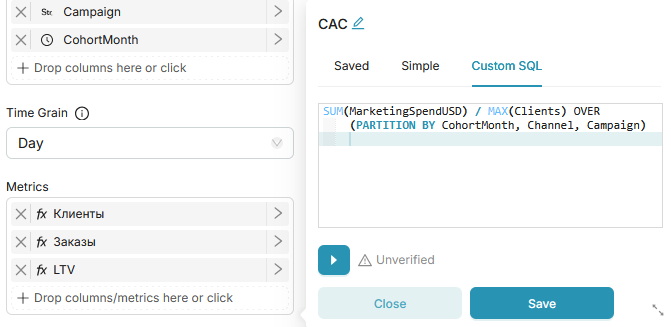 Str. Campaign
CohortMonth
Drop columns here or click
Time Grain
Day
Metrics
fx Клиенты
fx Заказы
fx LTV
Drop columns/metrics here or click
CAC
Saved Simple Custom SQL
SUM(MarketingSpendUSD) / MAX(Clients) OVER
(PARTITION BY CohortMonth, Channel, Campaign)
Unverified
Close Save